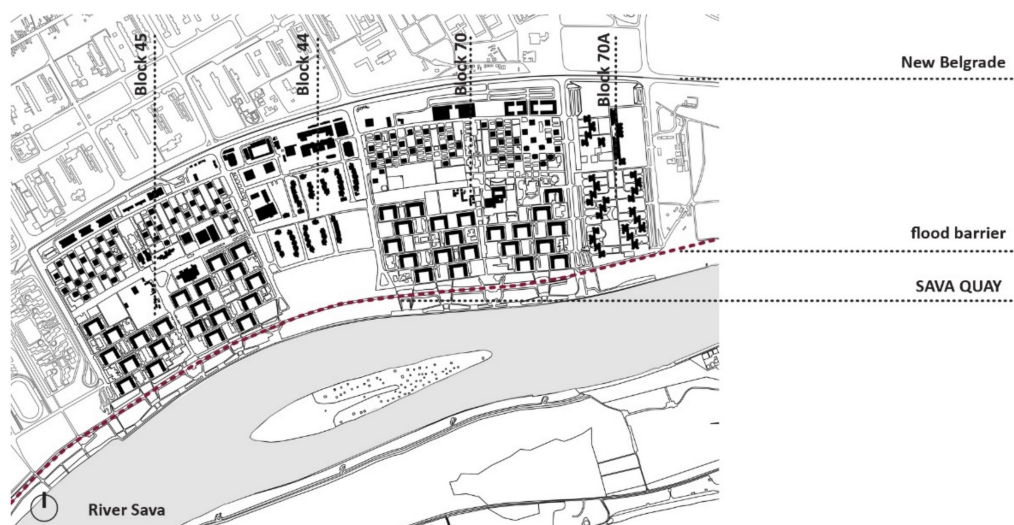 Block 45
Block 44
Block 70
Block 70A
New Belgrade
flood barrier
SAVA QUAY
River Sava